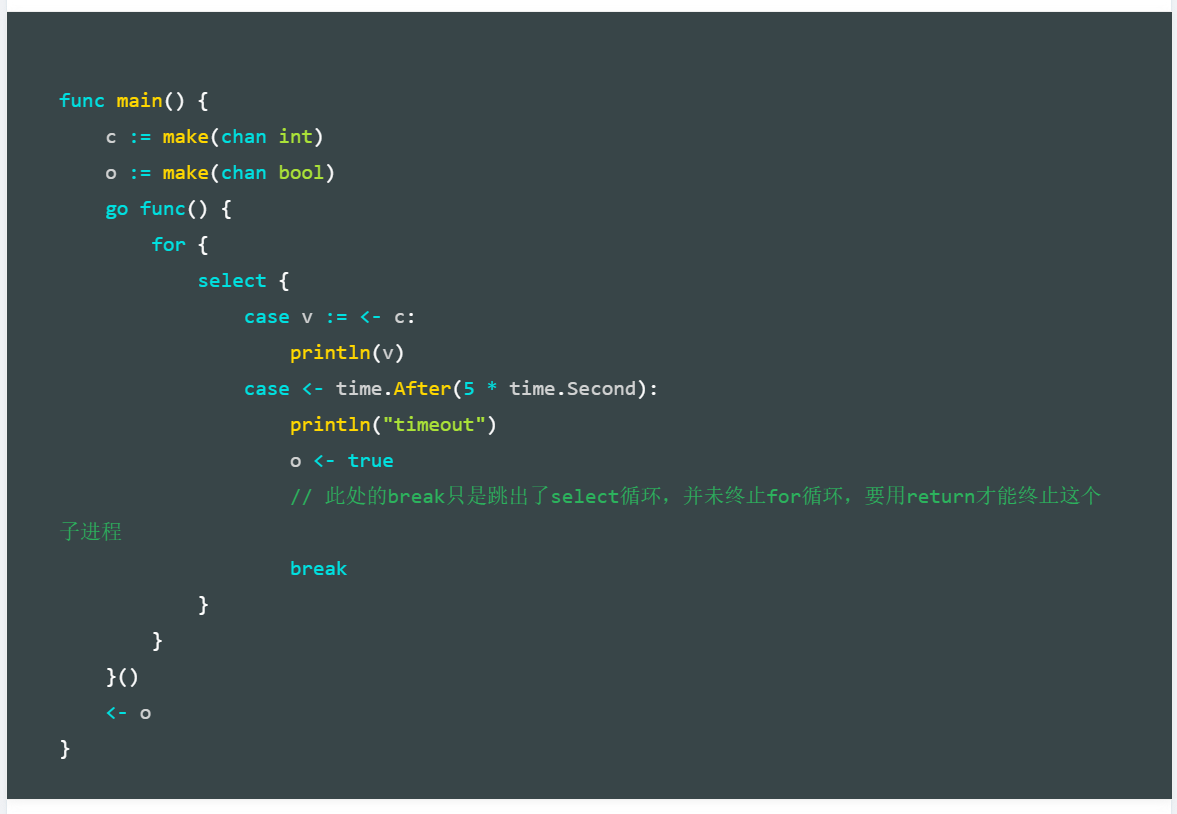 func main() {
    c := make(chan int)
    o := make(chan bool)
    go func() {
        for {
            select {
                case v := <- c:
                    println(v)
                case <- time.After(5 * time.Second):
                    println("timeout")
                    o <- true
                    // 此处的break只是跳出了select循环，并未终止for循环，要用return才能终止这个
子进程
                    break
            }
        }
    }()
    <- o
}